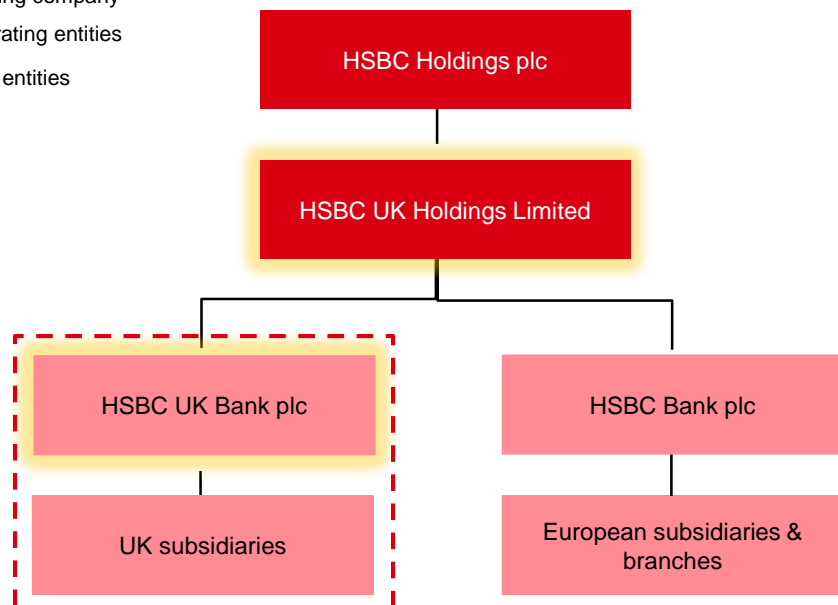 company
entities
entities
HSBC Holdings plc
HSBC UK Holdings Limited
HSBC UK Bank plc
HSBC Bank plc
UK subsidiaries
European subsidiaries &
branches